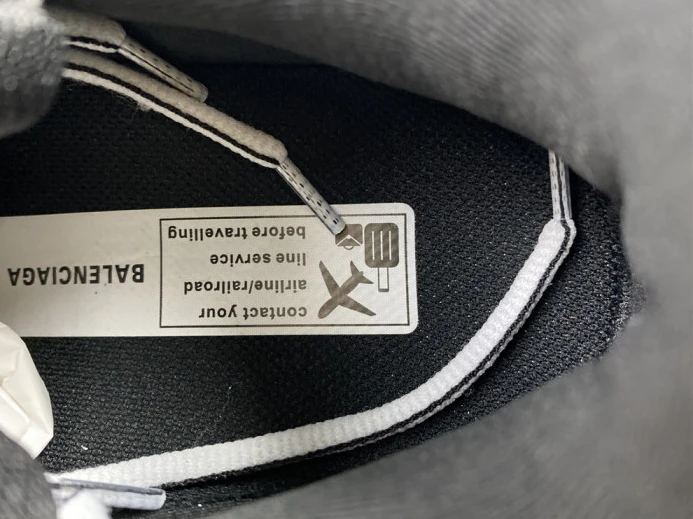 contact your
airline/railroad
line service
before travelling
BALENCIAGA